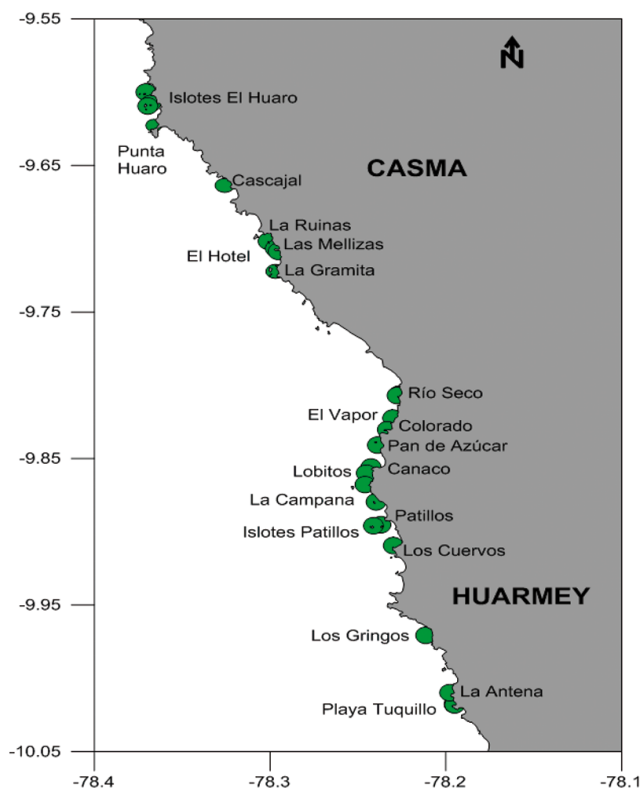 -9.55
N
Islotes El Huaro
Punta
Huaro
-9.65
CASMA
Cascajal
La Ruinas
Las Mellizas
El Hotel
La Gramita
-9.75
Río Seco
El Vapor
Colorado
Pan de Azúcar
-9.85
Canaco
Lobitos
La Campana
Patillos
Islotes Patillos
Los Cuervos
HUARMEY
-9.95
Los Gringos
La Antena
Playa Tuquillo
-10.05
-78.4 -78.3 -78.2 -78.1